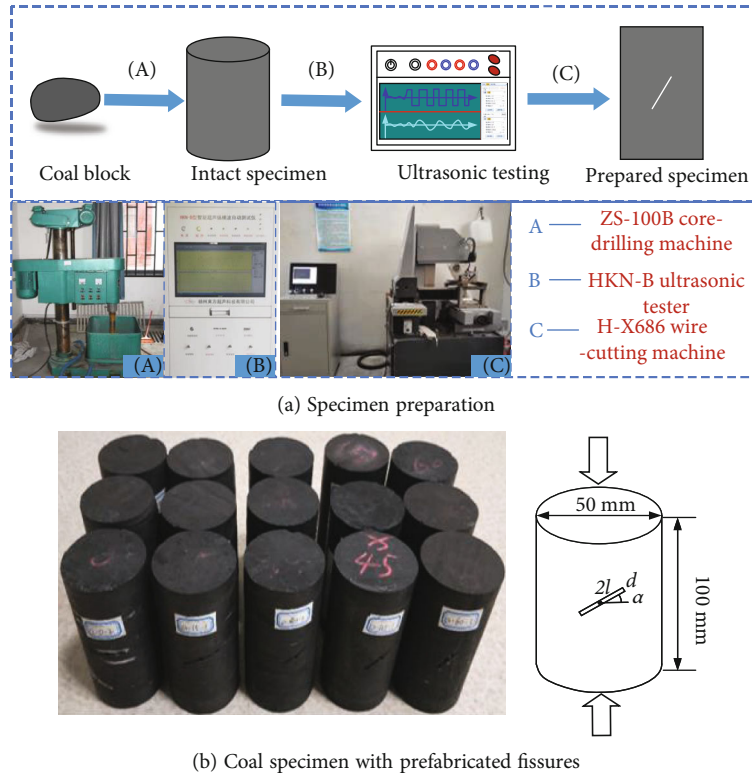 (A)
(B)
(C)
Coal block
Intact specimen
Ultrasonic testing
Prepared specimen
A — ZS-100B core-
drilling machine
B — HKN-B ultrasonic
tester
C — H-X686 wire
-cutting machine
(A)
(B)
(C)
(a) Specimen preparation
45
50 mm
2l
d
α
100 mm
(b) Coal specimen with prefabricated fissures